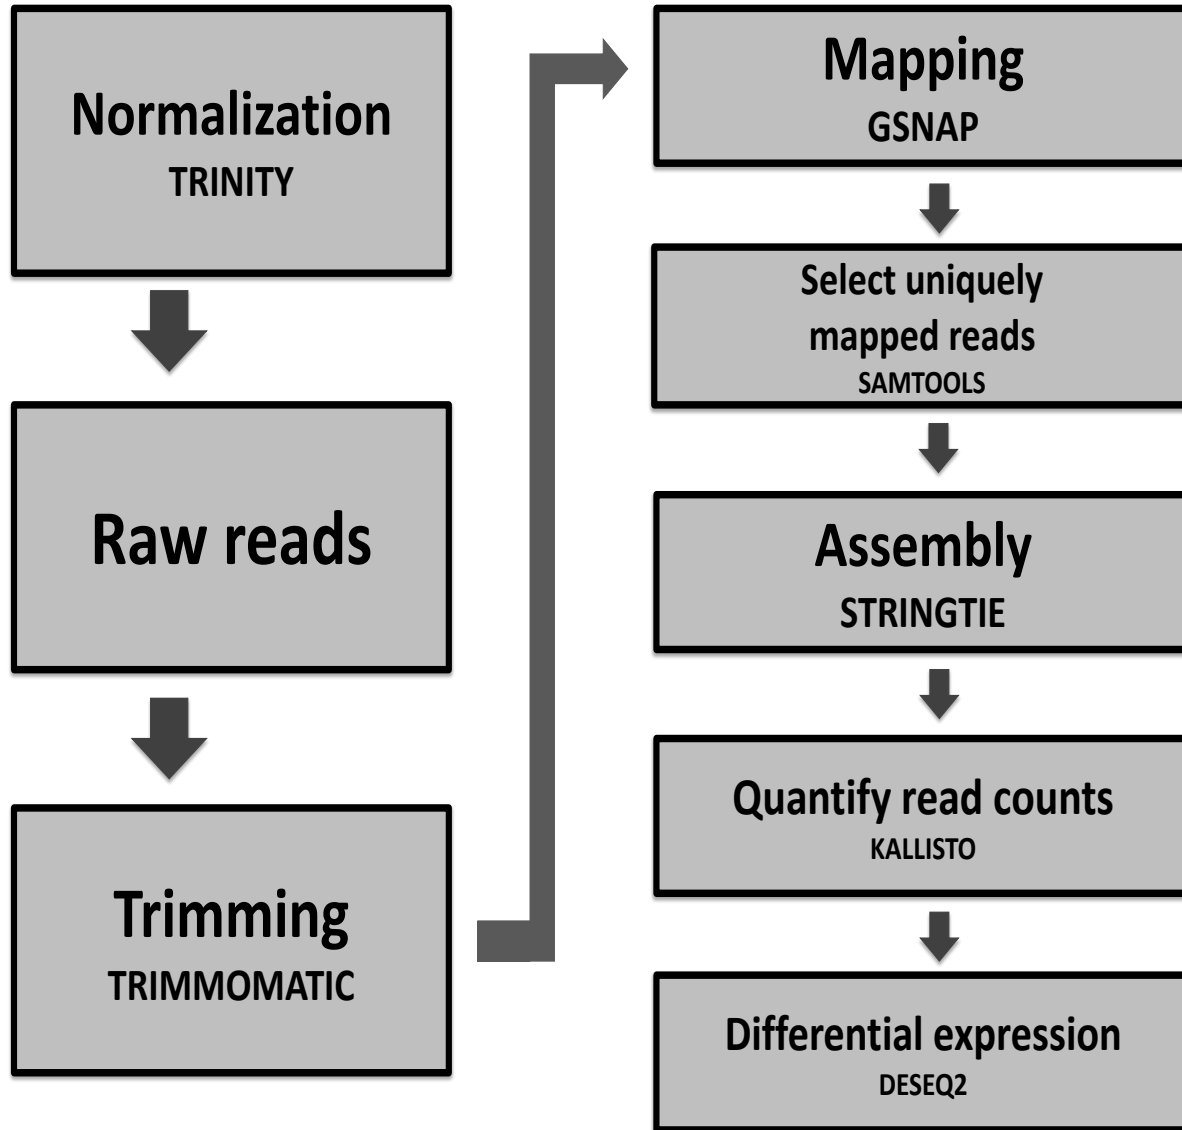 Normalization
TRINITY
Raw reads
Trimming
TRIMMOMATIC
Mapping
GSNAP
Select uniquely
mapped reads
SAMTOOLS
Assembly
STRINGTIE
Quantify read counts
KALLISTO
Differential expression
DESEQ2